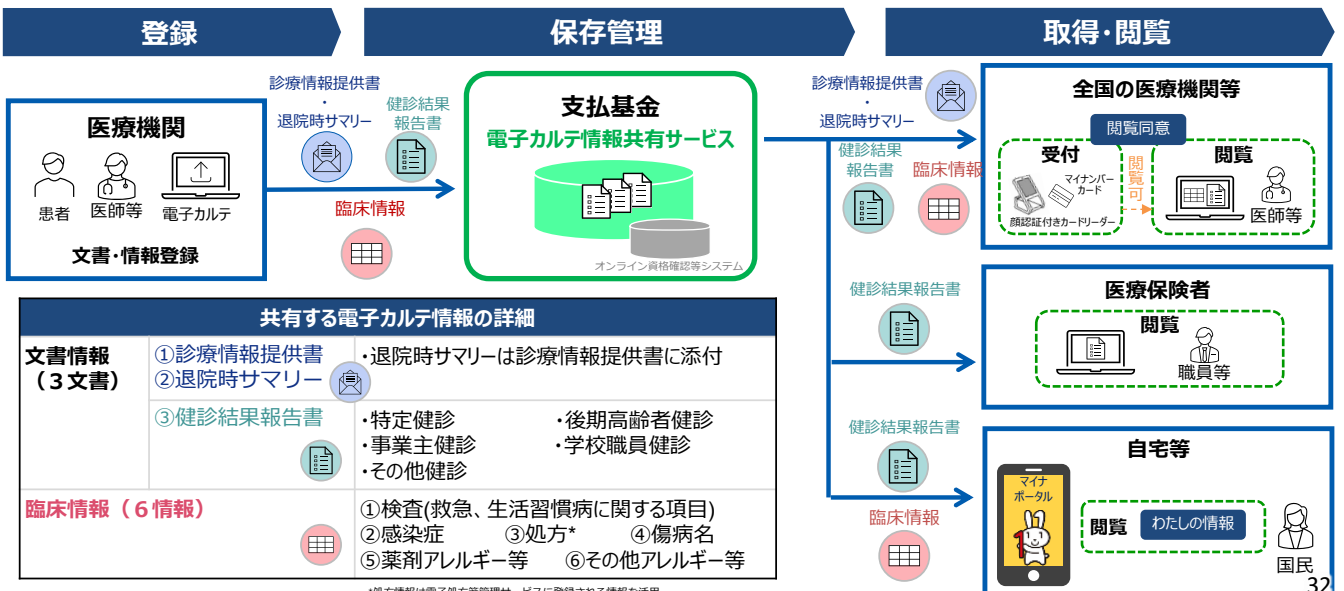 登録
保存管理
取得・閲覧
医療機関
患者
医師等
電子カルテ
文書・情報登録
診療情報提供書
・
退院時サマリー
健診結果
報告書
臨床情報
支払基金
電子カルテ情報共有サービス
オンライン資格確認等システム
診療情報提供書
・
退院時サマリー
健診結果
報告書
臨床情報
全国の医療機関等
閲覧同意
受付
マイナンバー
カード
顔認証付きカードリーダー
閲覧可
閲覧
医師等
健診結果報告書
医療保険者
閲覧
職員等
健診結果報告書
臨床情報
自宅等
マイナ
ポータル
閲覧
わたしの情報
国民
共有する電子カルテ情報の詳細
文書情報
（３文書）
①診療情報提供書
②退院時サマリー
・退院時サマリーは診療情報提供書に添付
③健診結果報告書
・特定健診 ・後期高齢者健診
・事業主健診 ・学校職員健診
・その他健診
臨床情報（６情報）
①検査(救急、生活習慣病に関する項目)
②感染症 ③処方* ④傷病名
⑤薬剤アレルギー等 ⑥その他アレルギー等
32